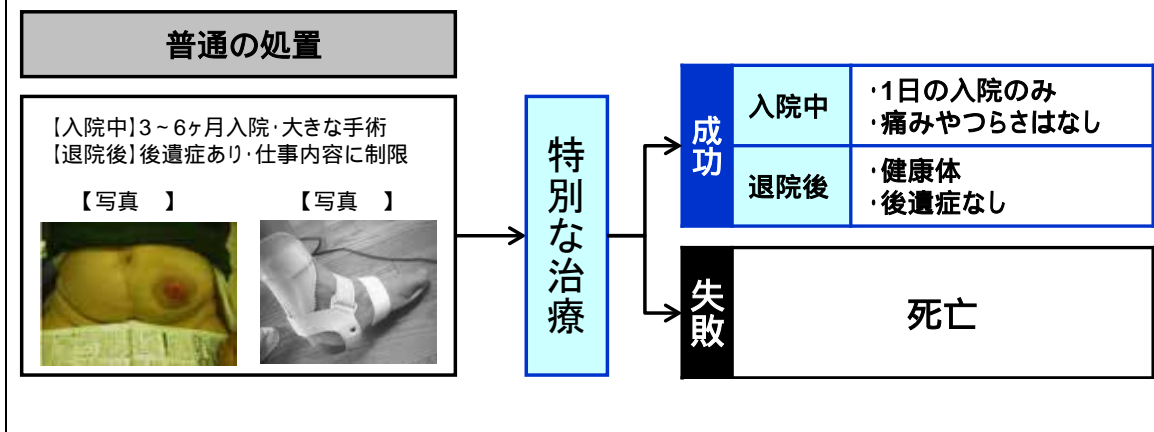 普通の処置
【入院中】3~6ヶ月入院・大きな手術
【退院後】後遺症あり・仕事内容に制限
【写真　】
【写真　】
特別な治療
成功
入院中
・1日の入院のみ
・痛みやつらさはなし
退院後
・健康体
・後遺症なし
失敗
死亡